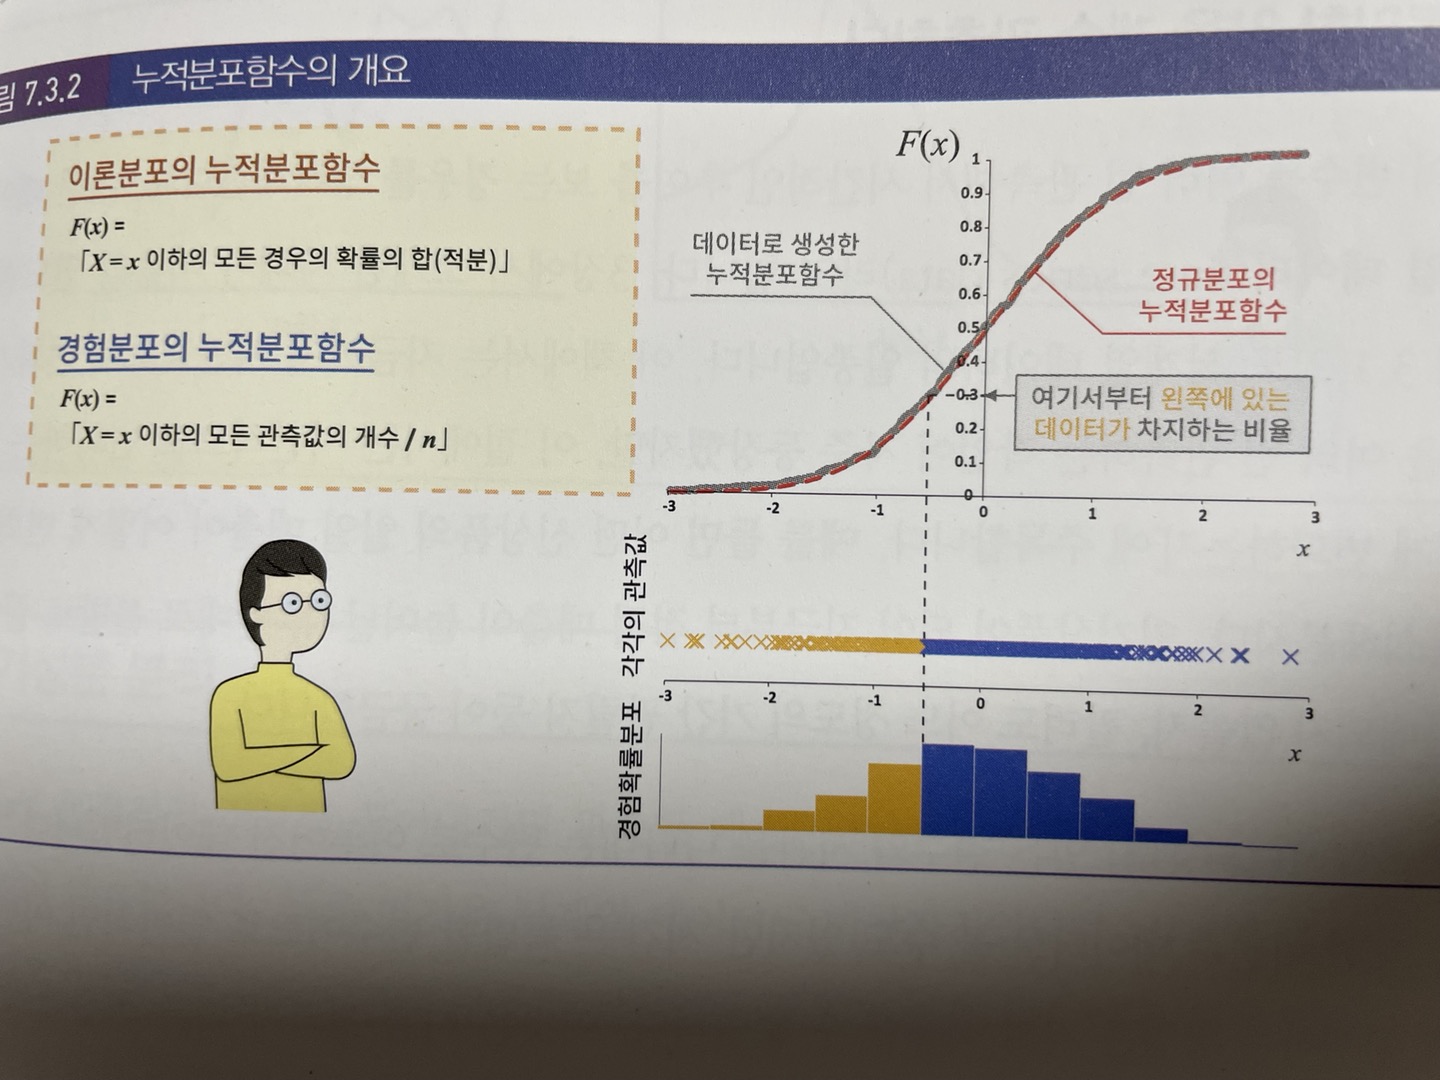 림 7.3.2 누적분포함수의 개요
이론분포의 누적분포함수
F(x) =
「X=x 이하의 모든 경우의 확률의 합(적분)」
경험분포의 누적분포함수
F(x) =
「X=x 이하의 모든 관측값의 개수 / n」
F(x)
1
0.9
0.8
0.7
0.6
0.5
0.4
0.3
0.2
0.1
0
데이터로 생성한
누적분포함수
정규분포의
누적분포함수
여기서부터 왼쪽에 있는
데이터가 차지하는 비율
-3 -2 -1 0 1 2 3
x
각각의 관측값
-3 -2 -1 0 1 2 3
x
경험확률분포